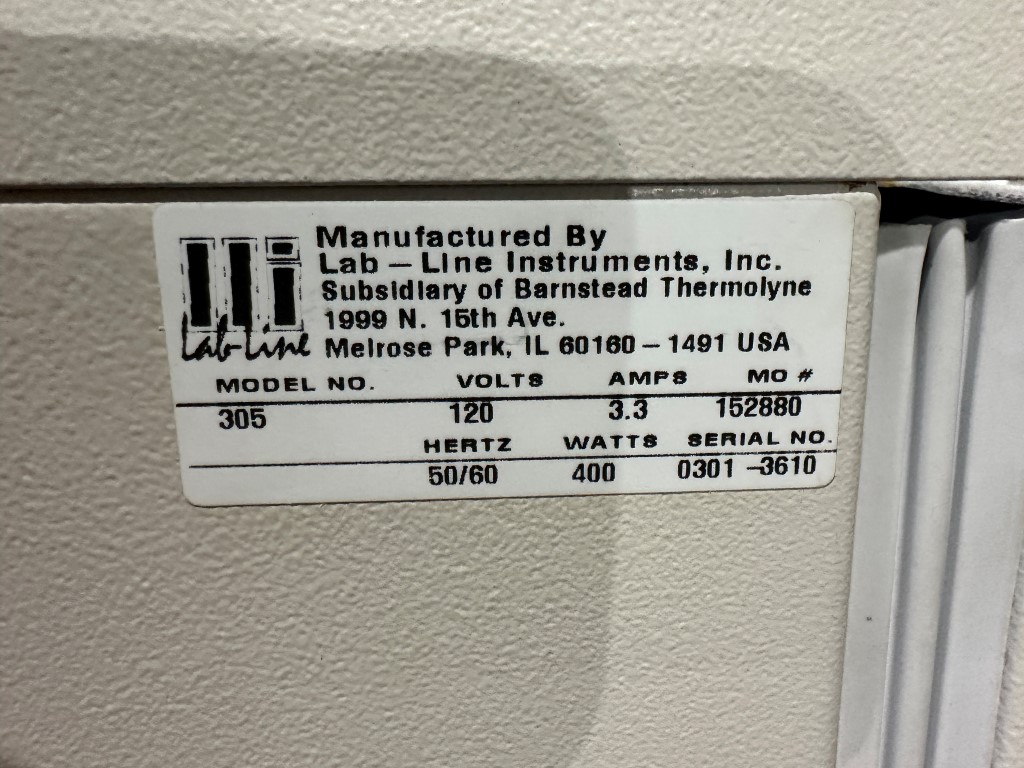 Manufactured By
Lab-Line Instruments, Inc.
Subsidiary of Barnstead Thermolyne
1999 N. 15th Ave.
Melrose Park, IL 60160-1491 USA
Lab-Line
MODEL NO. VOLTS AMPS MO #
305 120 3.3 152880
HERTZ WATTS SERIAL NO.
50/60 400 0301-3610